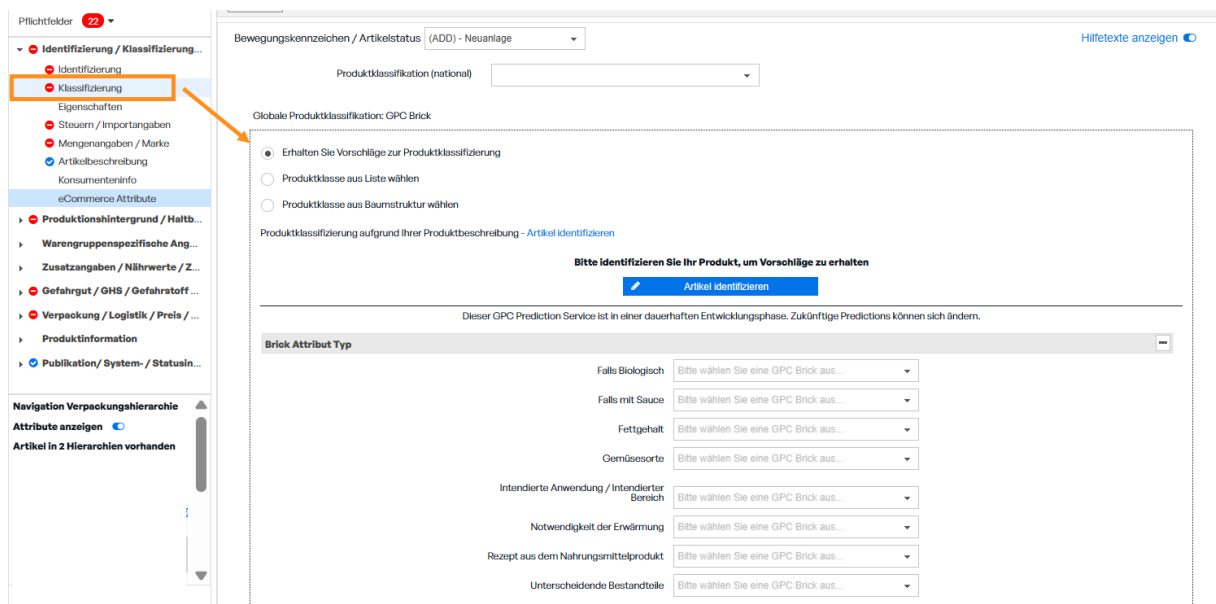 Pflichtfelder 22
Identifizierung / Klassifizierung...
Identifizierung
Klassifizierung
Eigenschaften
Steuern / Importangaben
Mengenangaben / Marke
Artikelbeschreibung
Konsumenteninfo
eCommerce Attribute
Produktionshintergrund / Haltb...
Warengruppenspezifische Ang...
Zusatzangaben / Nährwerte / Z...
Gefahrgut / GHS / Gefahrstoff ...
Verpackung / Logistik / Preis / ...
Produktinformation
Publikation/ System- / Statusin...
Navigation Verpackungshierarchie
Attribute anzeigen
Artikel in 2 Hierarchien vorhanden
Bewegungskennzeichen / Artikelstatus (ADD) - Neuanlage
Hilfetexte anzeigen
Produktklassifikation (national)
Globale Produktklassifikation: GPC Brick
Erhalten Sie Vorschläge zur Produktklassifizierung
Produktklasse aus Liste wählen
Produktklasse aus Baumstruktur wählen
Produktklassifizierung aufgrund Ihrer Produktbeschreibung - Artikel identifizieren
Bitte identifizieren Sie Ihr Produkt, um Vorschläge zu erhalten
Artikel identifizieren
Dieser GPC Prediction Service ist in einer dauerhaften Entwicklungsphase. Zukünftige Predictions können sich ändern.
Brick Attribut Typ
Falls Biologisch Bitte wählen Sie eine GPC Brick aus...
Falls mit Sauce Bitte wählen Sie eine GPC Brick aus...
Fettgehalt Bitte wählen Sie eine GPC Brick aus...
Gemüsesorte Bitte wählen Sie eine GPC Brick aus...
Intendierte Anwendung / Intendierter
Bereich Bitte wählen Sie eine GPC Brick aus...
Notwendigkeit der Erwärmung Bitte wählen Sie eine GPC Brick aus...
Rezept aus dem Nahrungsmittelprodukt Bitte wählen Sie eine GPC Brick aus...
Unterscheidende Bestandteile Bitte wählen Sie eine GPC Brick aus...